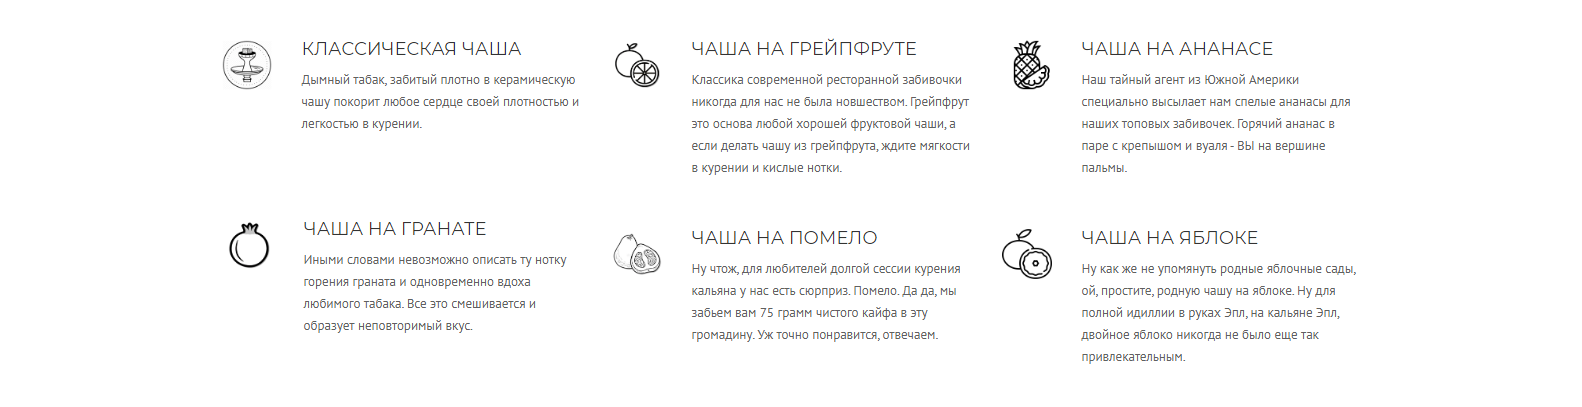 КЛАССИЧЕСКАЯ ЧАША
Дымный табак, забитый плотно в керамическую
чашу покорит любое сердце своей плотностью и
легкостью в курении.
ЧАША НА ГРЕЙПФРУТЕ
Классика современной ресторанной забивочки
никогда для нас не была новшеством. Грейпфрут
это основа любой хорошей фруктовой чаши, а
если делать чашу из грейпфрута, ждите мягкости
в курении и кислые нотки.
ЧАША НА АНАНАСЕ
Наш тайный агент из Южной Америки
специально высылает нам спелые ананасы для
наших топовых забивочек. Горячий ананас в
паре с крепышом и вуаля - ВЫ на вершине
пальмы.
ЧАША НА ГРАНАТЕ
Иными словами невозможно описать ту нотку
горения граната и одновременно вдоха
любимого табака. Все это смешивается и
образует неповторимый вкус.
ЧАША НА ПОМЕЛО
Ну чтож, для любителей долгой сессии курения
кальяна у нас есть сюрприз. Помело. Да да, мы
забьем вам 75 грамм чистого кайфа в эту
громадину. Уж точно понравится, отвечаем.
ЧАША НА ЯБЛОКЕ
Ну как же не упомянуть родные яблочные сады,
ой, простите, родную чашу на яблоке. Ну для
полной идиллии в руках Эпл, на кальяне Эпл,
двойное яблоко никогда не было еще так
привлекательным.